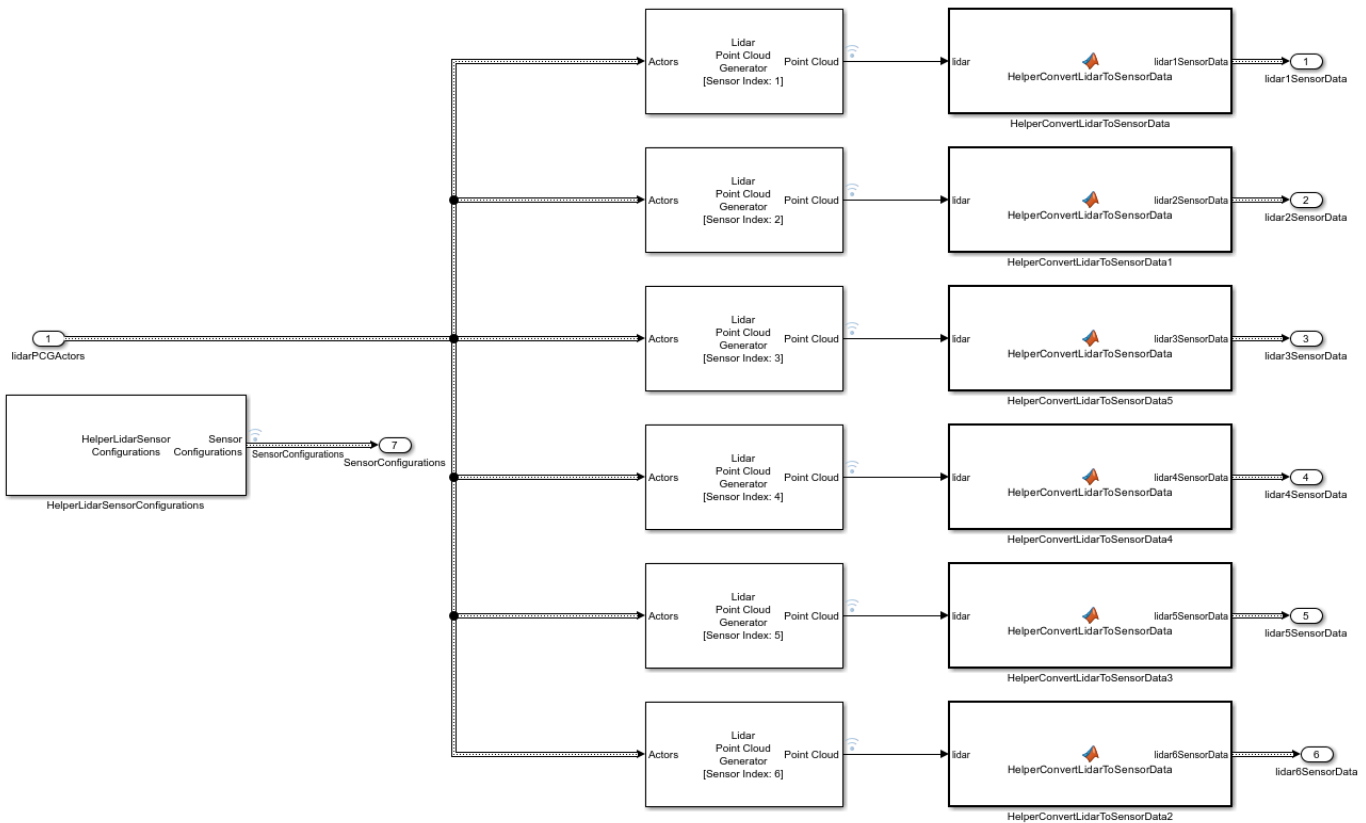 Actors
Lidar
Point Cloud
Generator
[Sensor Index: 1]
Point Cloud
lidar
HelperConvertLidarToSensorData
lidar1SensorData
HelperConvertLidarToSensorData
1
lidar1SensorData
Actors
Lidar
Point Cloud
Generator
[Sensor Index: 2]
Point Cloud
lidar
HelperConvertLidarToSensorData
lidar2SensorData
HelperConvertLidarToSensorData1
2
lidar2SensorData
1
lidarPCGActors
Actors
Lidar
Point Cloud
Generator
[Sensor Index: 3]
Point Cloud
lidar
HelperConvertLidarToSensorData
lidar3SensorData
HelperConvertLidarToSensorData5
3
lidar3SensorData
HelperLidarSensor
Configurations
Sensor
Configurations
HelperLidarSensorConfigurations
SensorConfigurations
7
SensorConfigurations
Actors
Lidar
Point Cloud
Generator
[Sensor Index: 4]
Point Cloud
lidar
HelperConvertLidarToSensorData
lidar4SensorData
HelperConvertLidarToSensorData4
4
lidar4SensorData
Actors
Lidar
Point Cloud
Generator
[Sensor Index: 5]
Point Cloud
lidar
HelperConvertLidarToSensorData
lidar5SensorData
HelperConvertLidarToSensorData3
5
lidar5SensorData
Actors
Lidar
Point Cloud
Generator
[Sensor Index: 6]
Point Cloud
lidar
HelperConvertLidarToSensorData
lidar6SensorData
HelperConvertLidarToSensorData2
6
lidar6SensorData